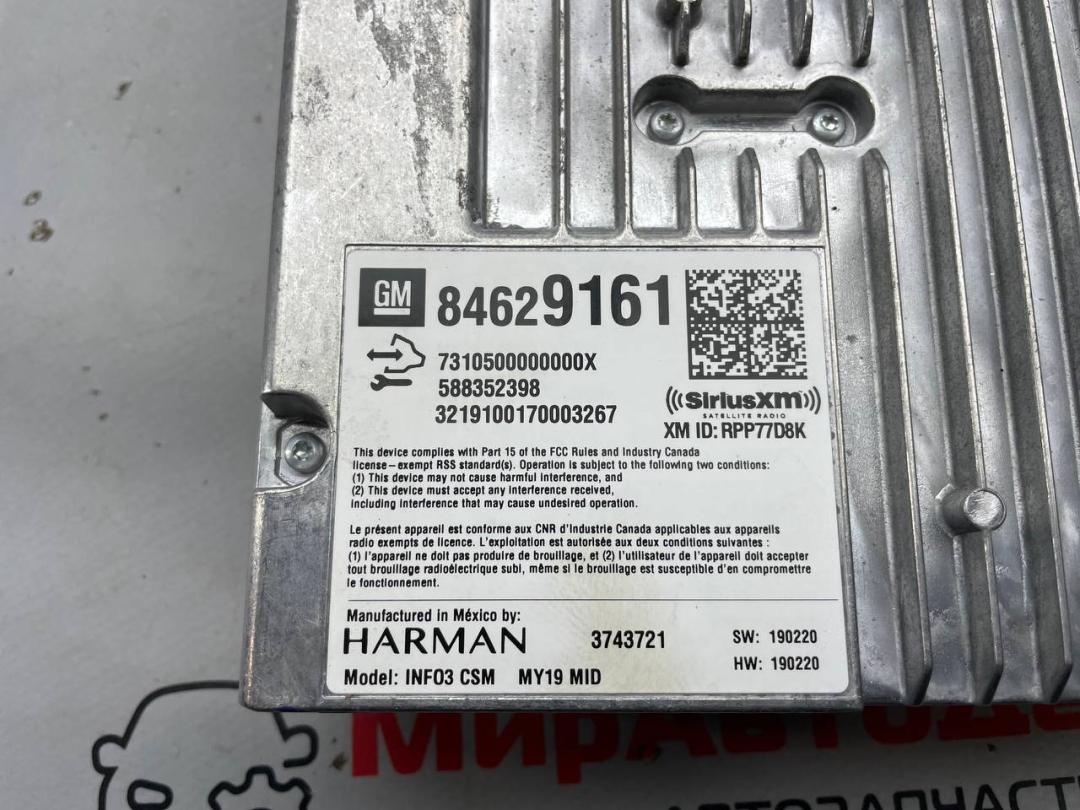 GM 84629161
7310500000000X
588352398
3219100170003267
((SiriusXM))
SATELLITE RADIO
XM ID: RPP77D8K
This device complies with Part 15 of the FCC Rules and Industry Canada
license-exempt RSS standard(s). Operation is subject to the following two conditions:
(1) This device may not cause harmful interference, and
(2) This device must accept any interference received,
including interference that may cause undesired operation.
Le présent appareil est conforme aux CNR d'Industrie Canada applicables aux appareils
radio exempts de licence. L'exploitation est autorisée aux deux conditions suivantes :
(1) l'appareil ne doit pas produire de brouillage, et (2) l'utilisateur de l'appareil doit accepter
tout brouillage radioélectrique subi, même si le brouillage est susceptible d'en compromettre
le fonctionnement.
Manufactured in México by:
HARMAN 3743721 SW: 190220
HW: 190220
Model: INFO3 CSM MY19 MID
МирАвтоДе
АВТОЗАПЧАСТИ